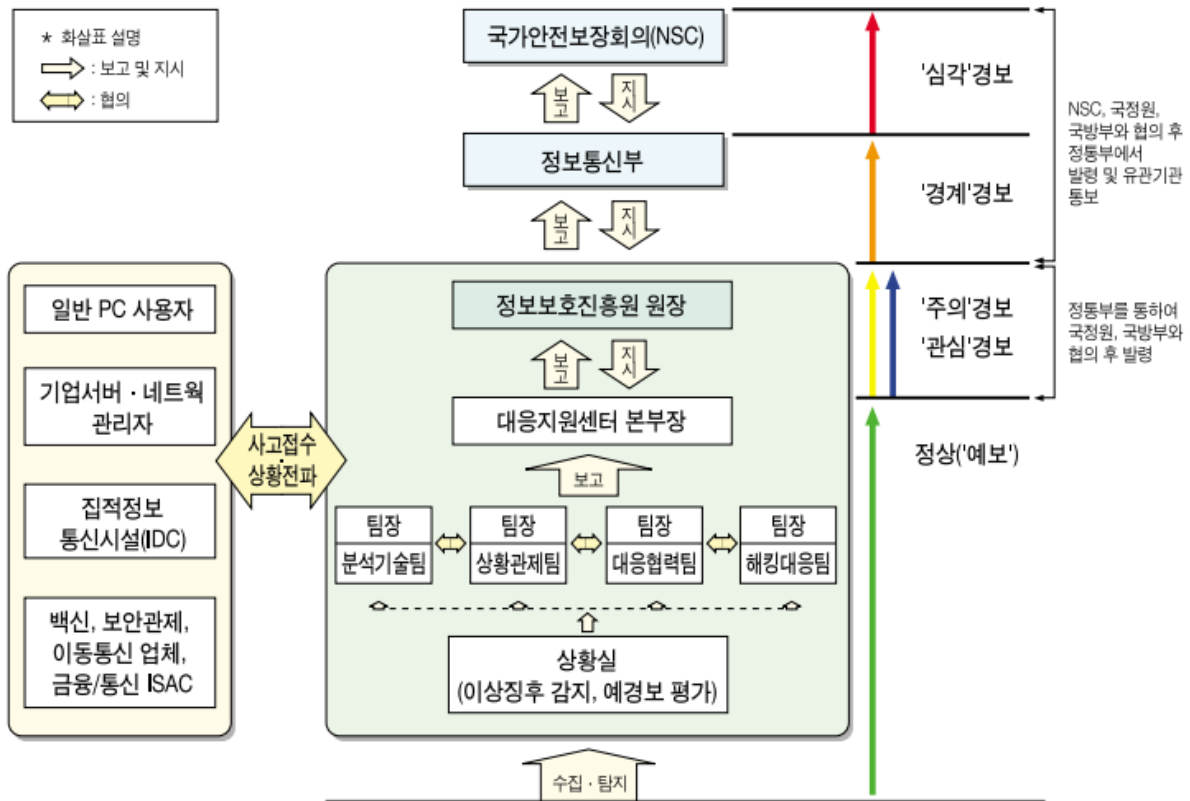 * 화살표 설명
: 보고 및 지시
: 협의
국가안전보장회의(NSC)
보고
지시
정보통신부
보고
지시
'심각'경보
'경계'경보
NSC, 국정원,
국방부와 협의 후
정통부에서
발령 및 유관기관
통보
일반 PC 사용자
기업서버 · 네트웍
관리자
집적정보
통신시설(IDC)
백신, 보안관제,
이동통신 업체,
금융/통신 ISAC
사고접수
·
상황전파
정보보호진흥원 원장
보고
지시
대응지원센터 본부장
보고
팀장
분석기술팀
팀장
상황관제팀
팀장
대응협력팀
팀장
해킹대응팀
상황실
(이상징후 감지, 예경보 평가)
수집 · 탐지
'주의'경보
'관심'경보
정통부를 통하여
국정원, 국방부와
협의 후 발령
정상('예보')